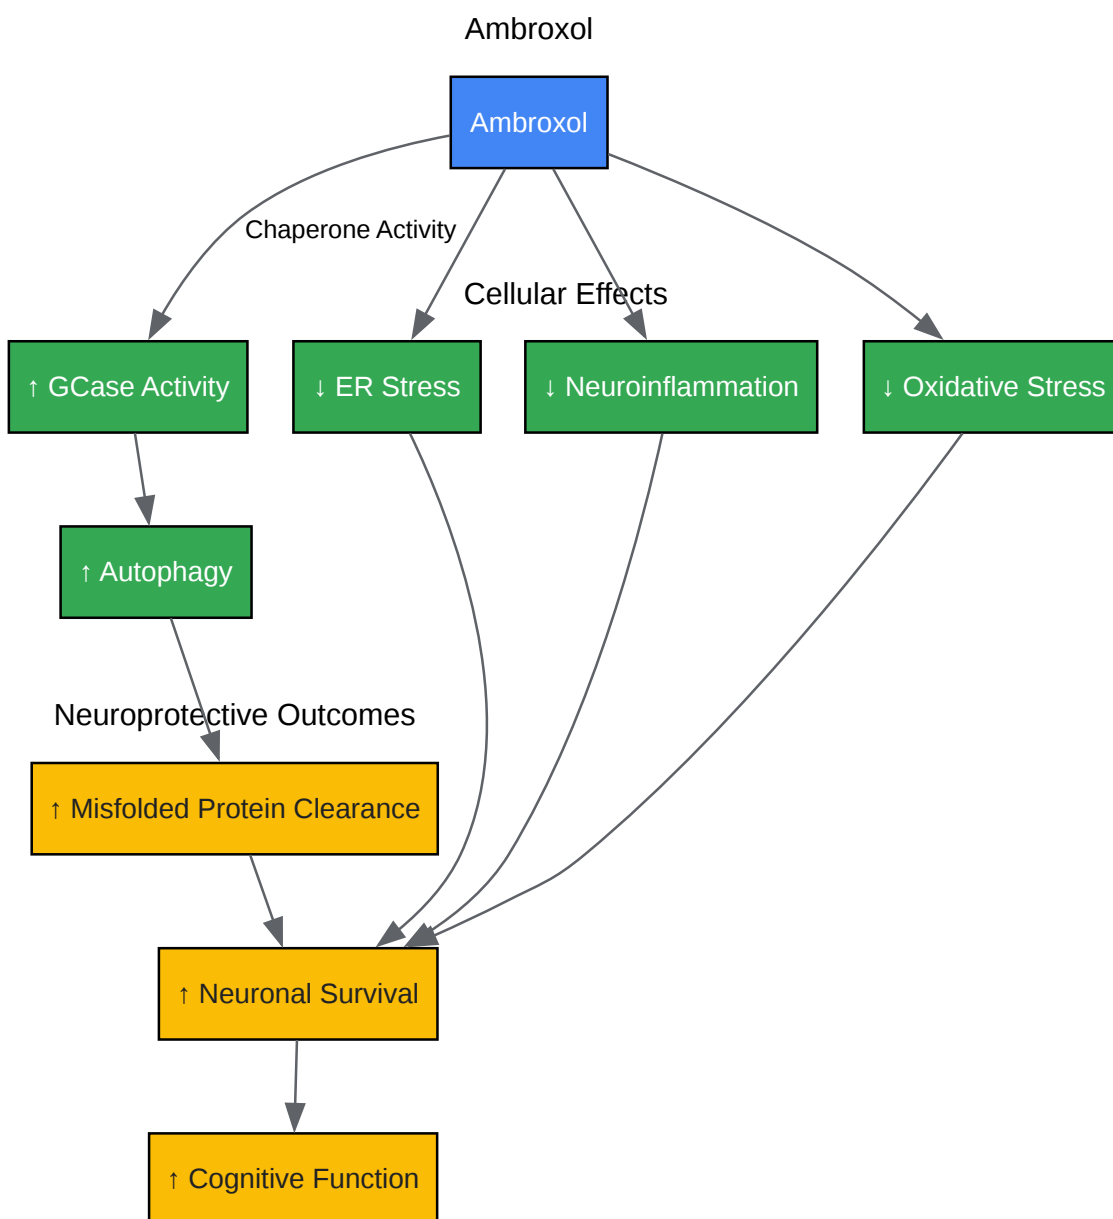 Ambroxol
Ambroxol
Chaperone Activity
Cellular Effects
↑ GCase Activity
↓ ER Stress
↓ Neuroinflammation
↓ Oxidative Stress
↑ Autophagy
Neuroprotective Outcomes
↑ Misfolded Protein Clearance
↑ Neuronal Survival
↑ Cognitive Function